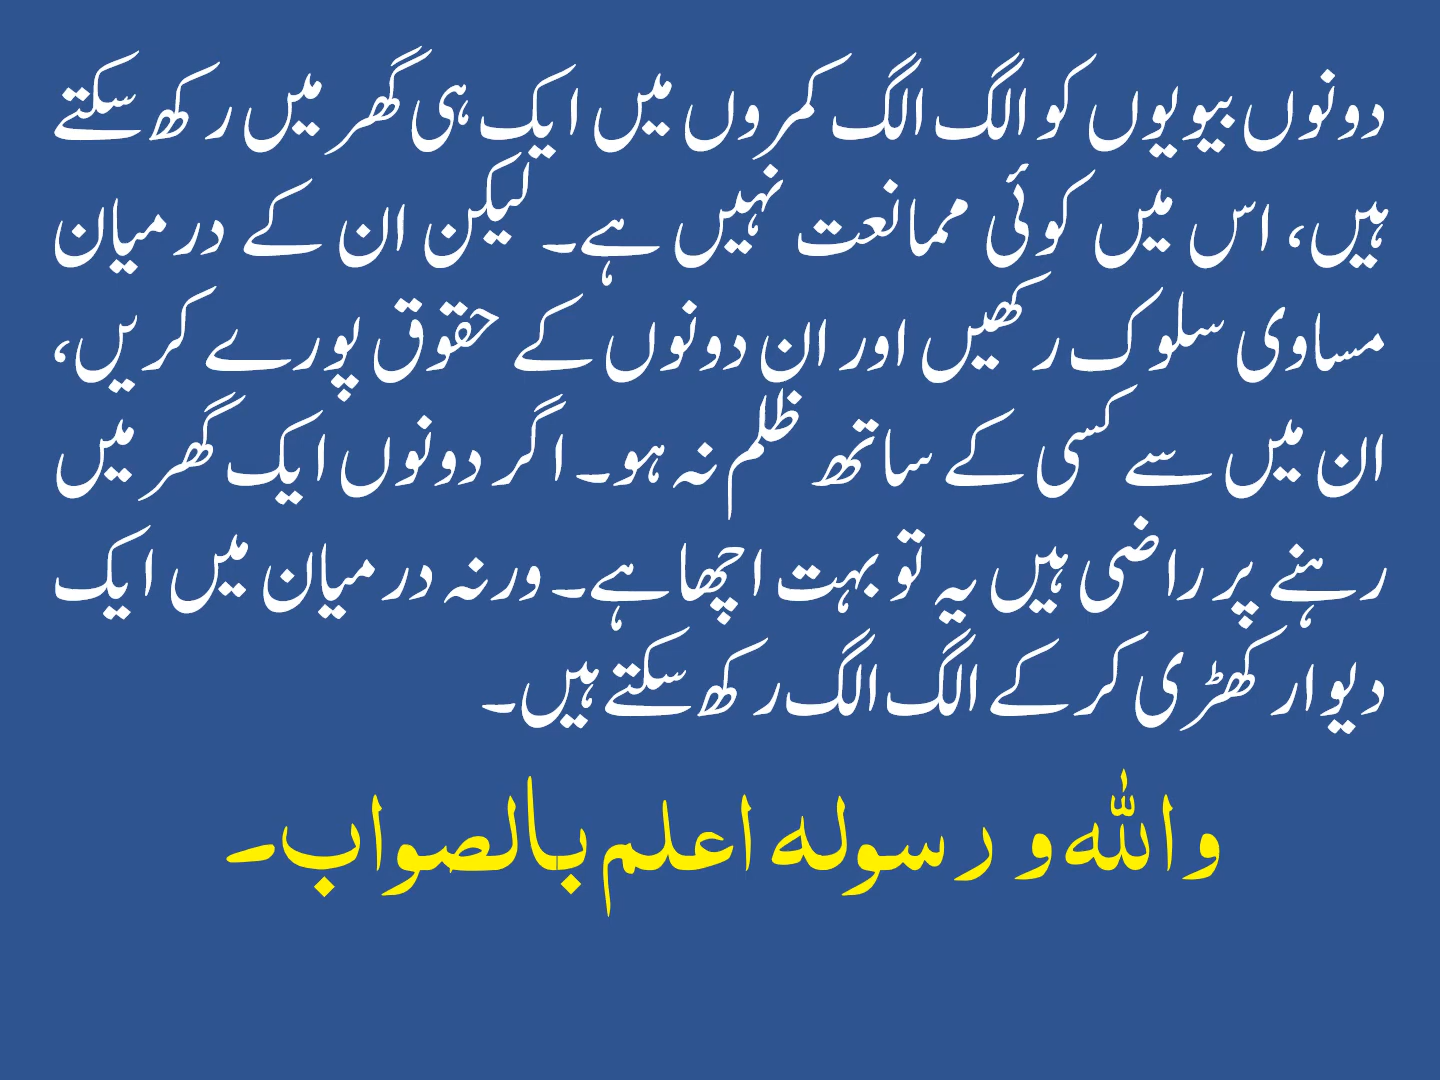 دونوں بیویوں کو الگ الگ کمروں میں ایک ہی گھر میں رکھ سکتے
ہیں، اس میں کوئی ممانعت نہیں ہے۔ لیکن ان کے درمیان
مساوی سلوک رکھیں اور ان دونوں کے حقوق پورے کریں،
ان میں سے کسی کے ساتھ ظلم نہ ہو۔ اگر دونوں ایک گھر میں
رہنے پر راضی ہیں یہ تو بہت اچھا ہے۔ ورنہ درمیان میں ایک
دیوار کھڑی کر کے الگ الگ رکھ سکتے ہیں۔
واللہ و رسولہ اعلم بالصواب۔